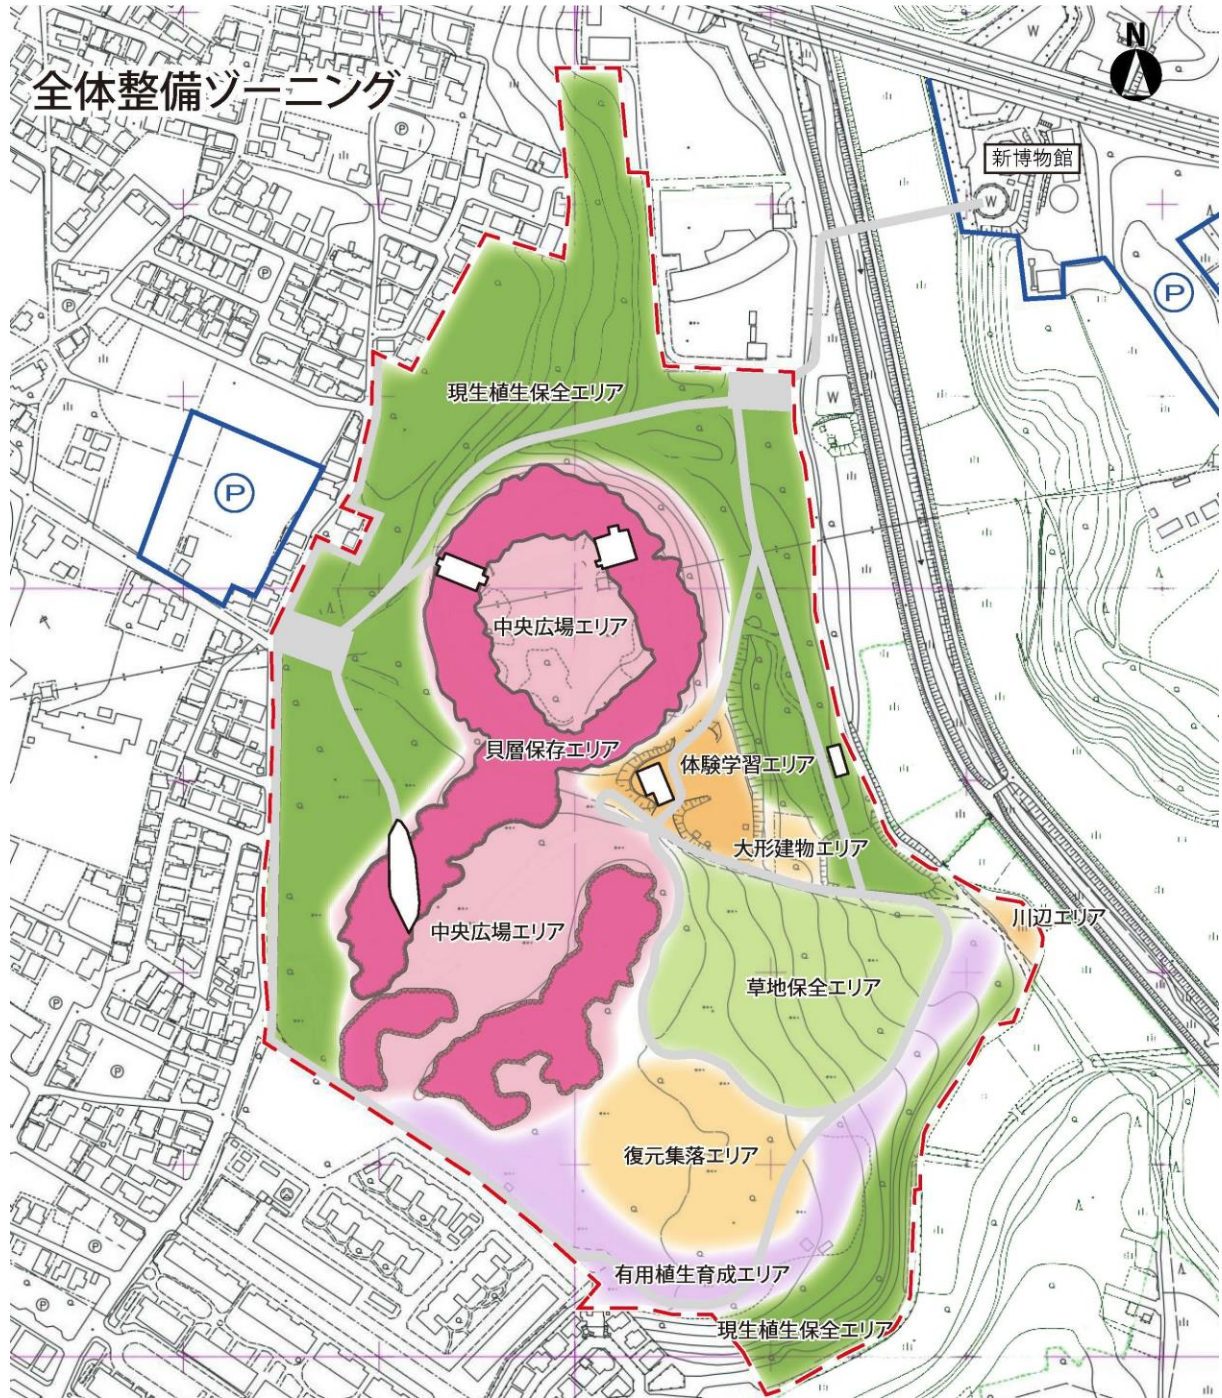 N
全体整備ゾーニング
新博物館
W
W
P
P
現生植生保全エリア
W
P
P
P
P
中央広場エリア
貝層保存エリア
体験学習エリア
大形建物エリア
川辺エリア
中央広場エリア
草地保全エリア
P
P
復元集落エリア
有用植生育成エリア
現生植生保全エリア
P